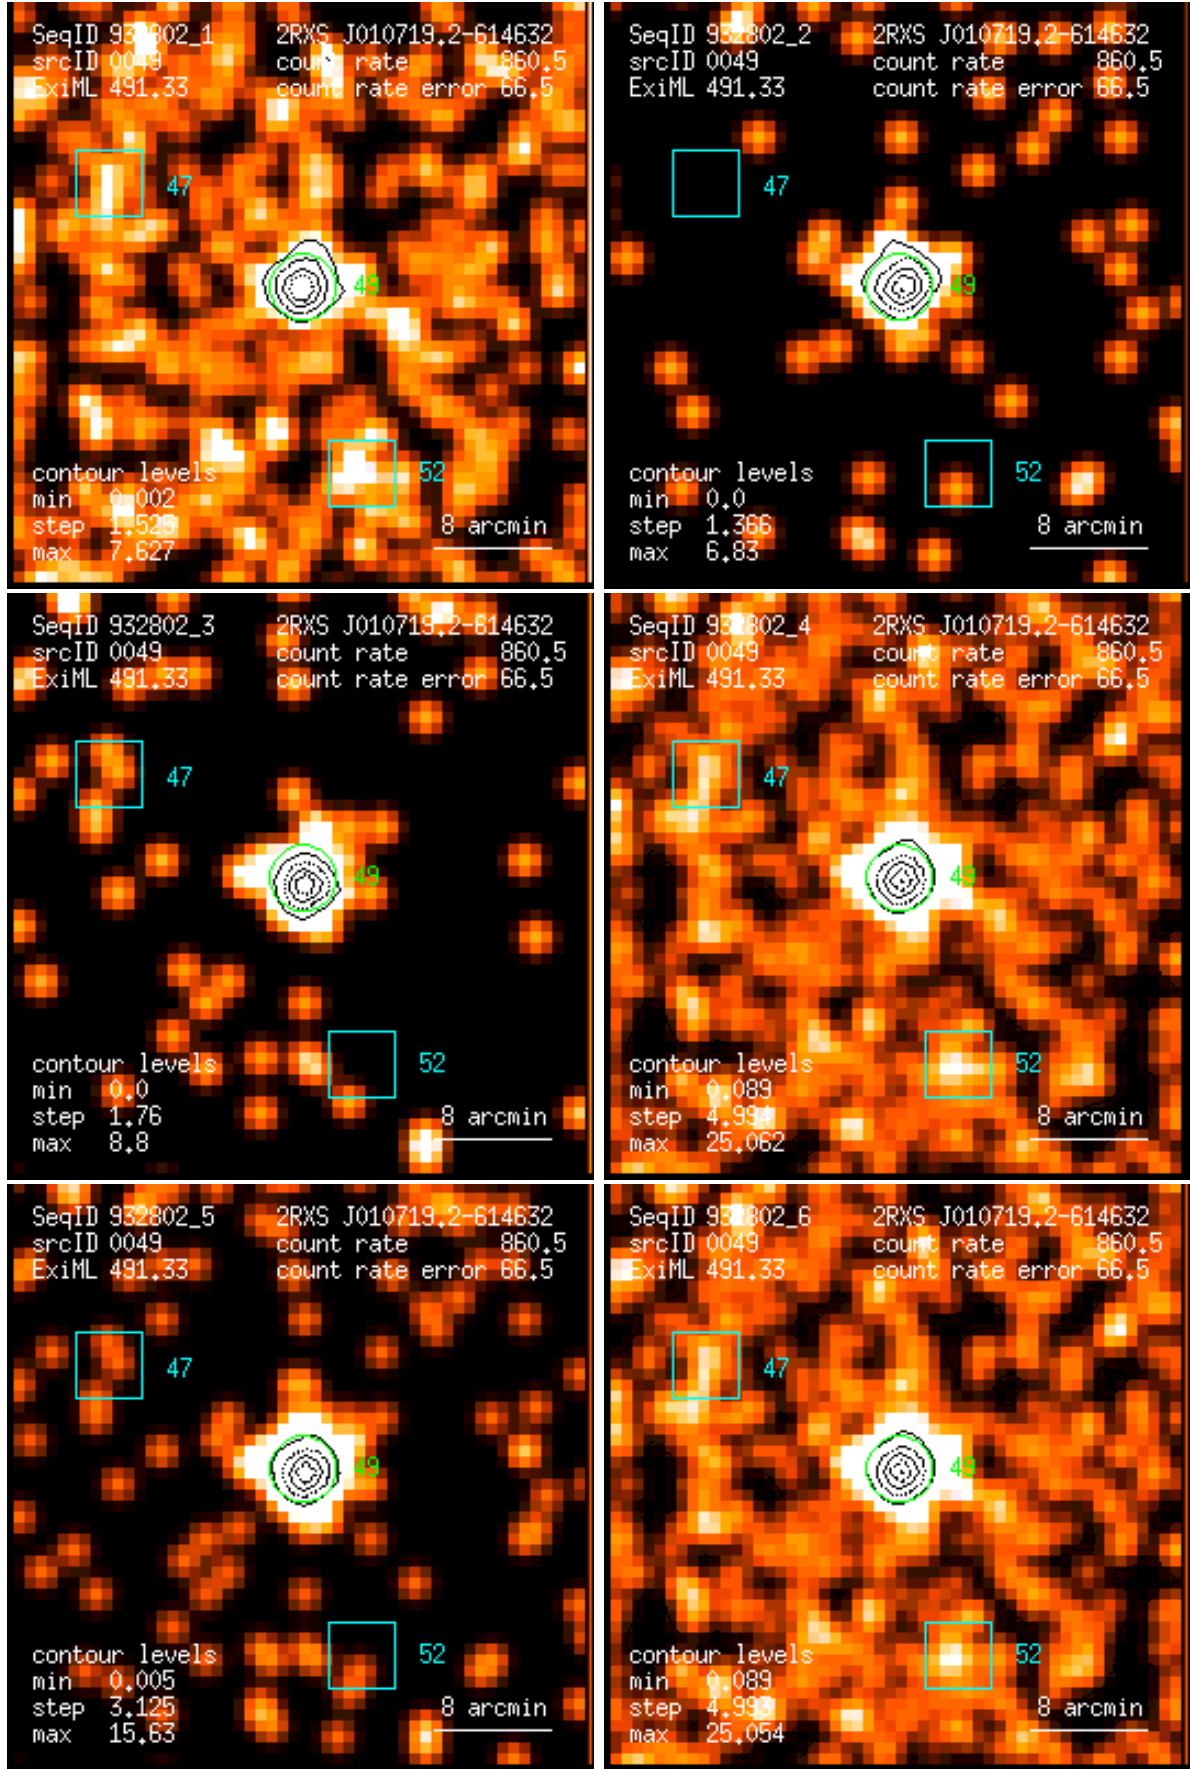 SeqID 932802_1 2RXS J010719.2-614632
srcID 0049 count rate 860.5
ExiML 491.33 count rate error 66.5
47
49
52
contour levels
min 0.002
step 1.525
max 7.627
8 arcmin
SeqID 932802_2 2RXS J010719.2-614632
srcID 0049 count rate 860.5
ExiML 491.33 count rate error 66.5
47
49
52
contour levels
min 0.0
step 1.366
max 6.83
8 arcmin
SeqID 932802_3 2RXS J010719.2-614632
srcID 0049 count rate 860.5
ExiML 491.33 count rate error 66.5
47
49
52
contour levels
min 0.0
step 1.76
max 8.8
8 arcmin
SeqID 932802_4 2RXS J010719.2-614632
srcID 0049 count rate 860.5
ExiML 491.33 count rate error 66.5
47
49
52
contour levels
min 0.089
step 4.994
max 25.062
8 arcmin
SeqID 932802_5 2RXS J010719.2-614632
srcID 0049 count rate 860.5
ExiML 491.33 count rate error 66.5
47
49
52
contour levels
min 0.005
step 3.125
max 15.63
8 arcmin
SeqID 932802_6 2RXS J010719.2-614632
srcID 0049 count rate 860.5
ExiML 491.33 count rate error 66.5
47
49
52
contour levels
min 0.089
step 4.993
max 25.054
8 arcmin